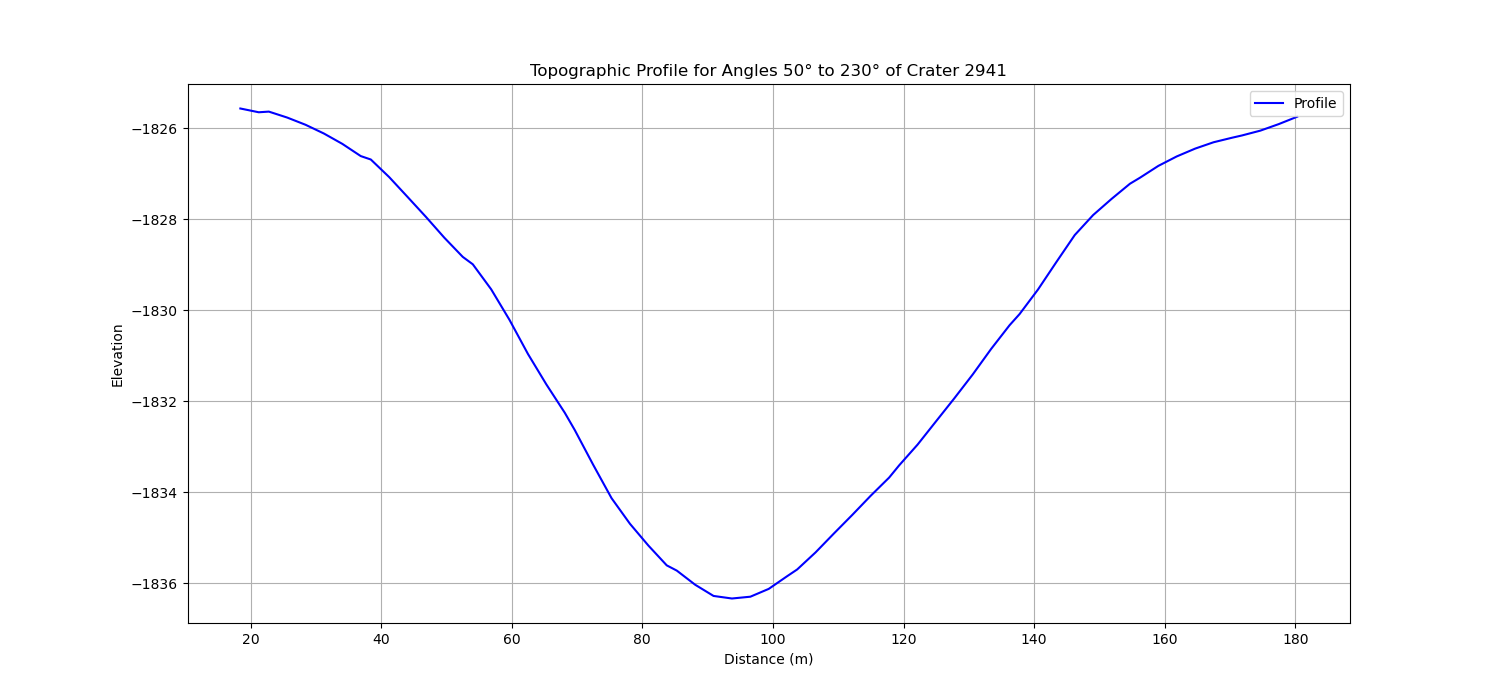 Topographic Profile for Angles 50° to 230° of Crater 2941
Profile
−1826
−1828
−1830
−1832
−1834
−1836
Elevation
20 40 60 80 100 120 140 160 180
Distance (m)